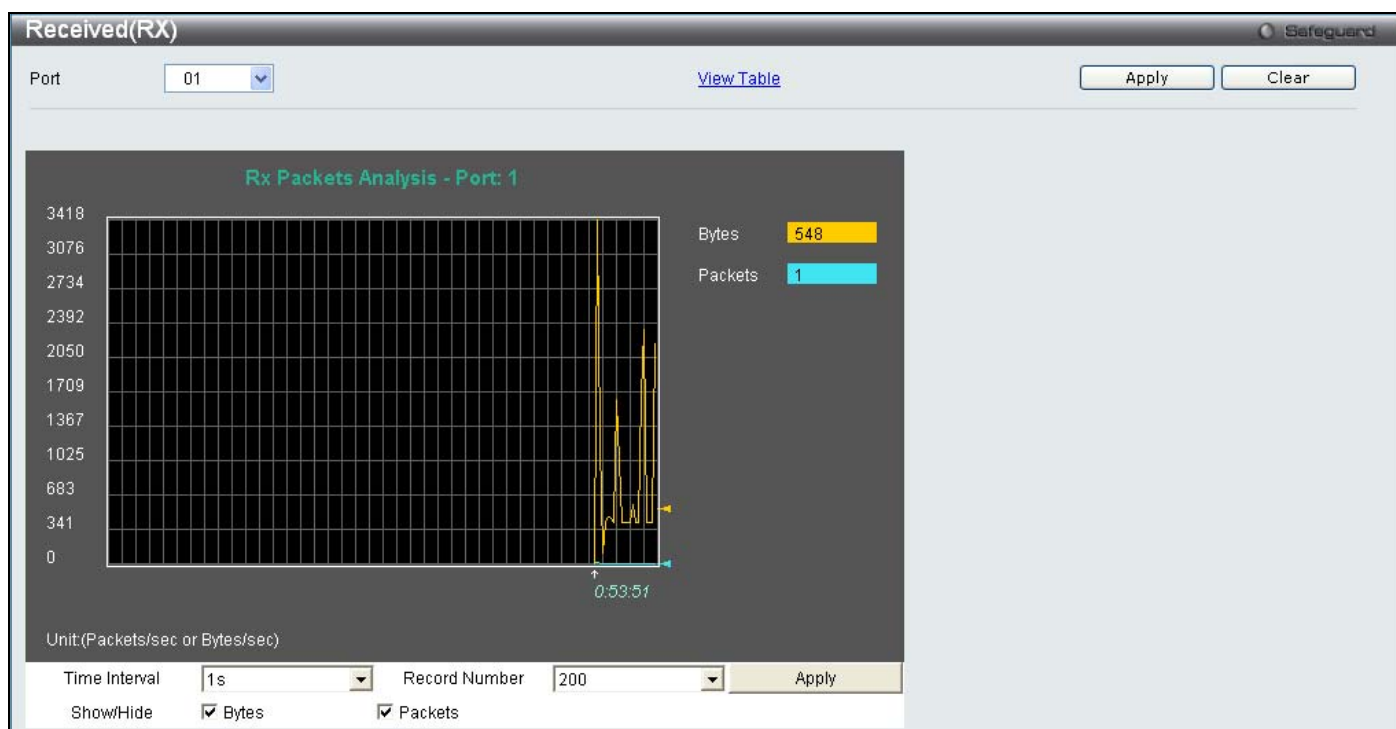 Received(RX)
Safeguard
Port 01 View Table Apply Clear
Rx Packets Analysis - Port: 1
3418
3076
2734
2392
2050
1709
1367
1025
683
341
0
Bytes 548
Packets 1
0:53:51
Unit:(Packets/sec or Bytes/sec)
Time Interval 1s Record Number 200 Apply
Show/Hide Bytes Packets